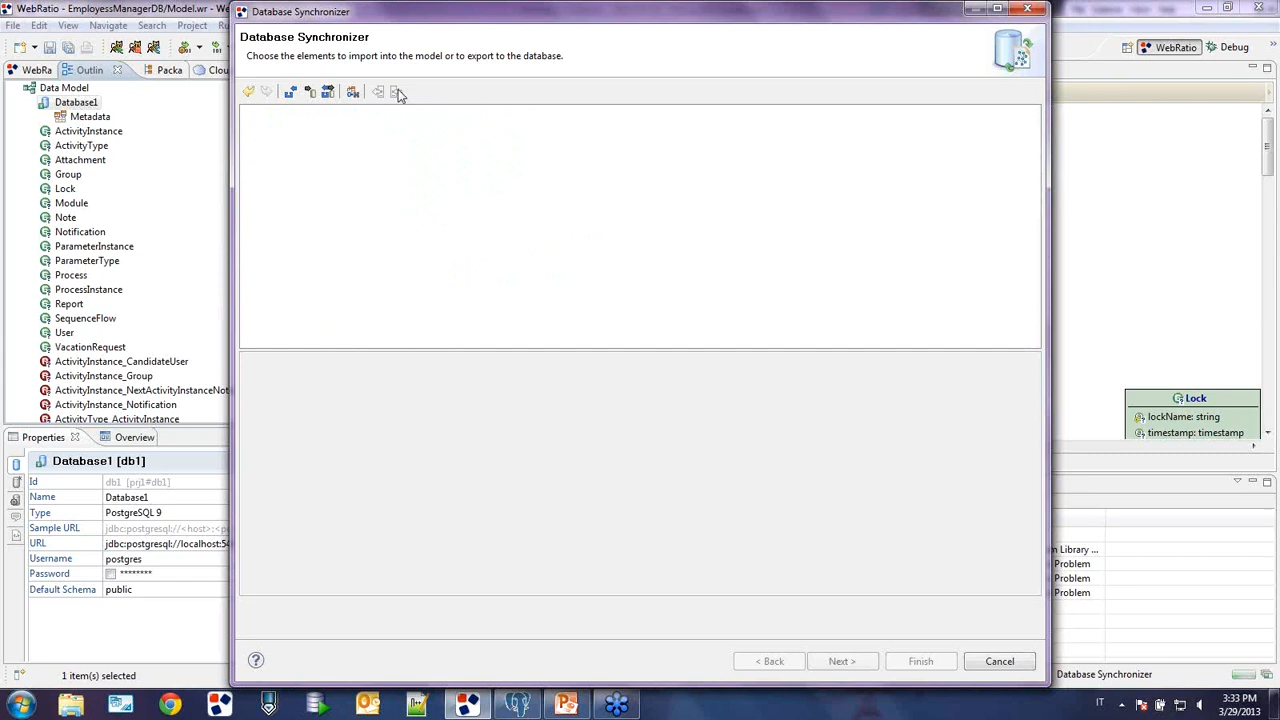 WebRatio - EmployessManagerDB/Model.wr
Database Synchronizer
File Edit View Navigate Search Project
Database Synchronizer
Choose the elements to import into the model or to export to the database.
WebRatio Debug
WebRa Outlin Packa Clou
Data Model
Database1
Metadata
ActivityInstance
ActivityType
Attachment
Group
Lock
Module
Note
Notification
ParameterInstance
ParameterType
Process
ProcessInstance
Report
SequenceFlow
User
VacationRequest
ActivityInstance_CandidateUser
ActivityInstance_Group
ActivityInstance_NextActivityInstanceNot
ActivityInstance_Notification
ActivityType_ActivityInstance
Lock
lockName: string
timestamp: timestamp
Properties Overview
Database1 [db1]
Id db1 [prj1#db1]
Name Database1
Type PostgreSQL 9
Sample URL jdbc:postgresql://<host>:<p
URL jdbc:postgresql://localhost:54
Username postgres
Password ********
Default Schema public
m Library ...
Problem
Problem
Problem
< Back Next > Finish Cancel
1 item(s) selected
Database Synchronizer
IT
3:33 PM
3/29/2013